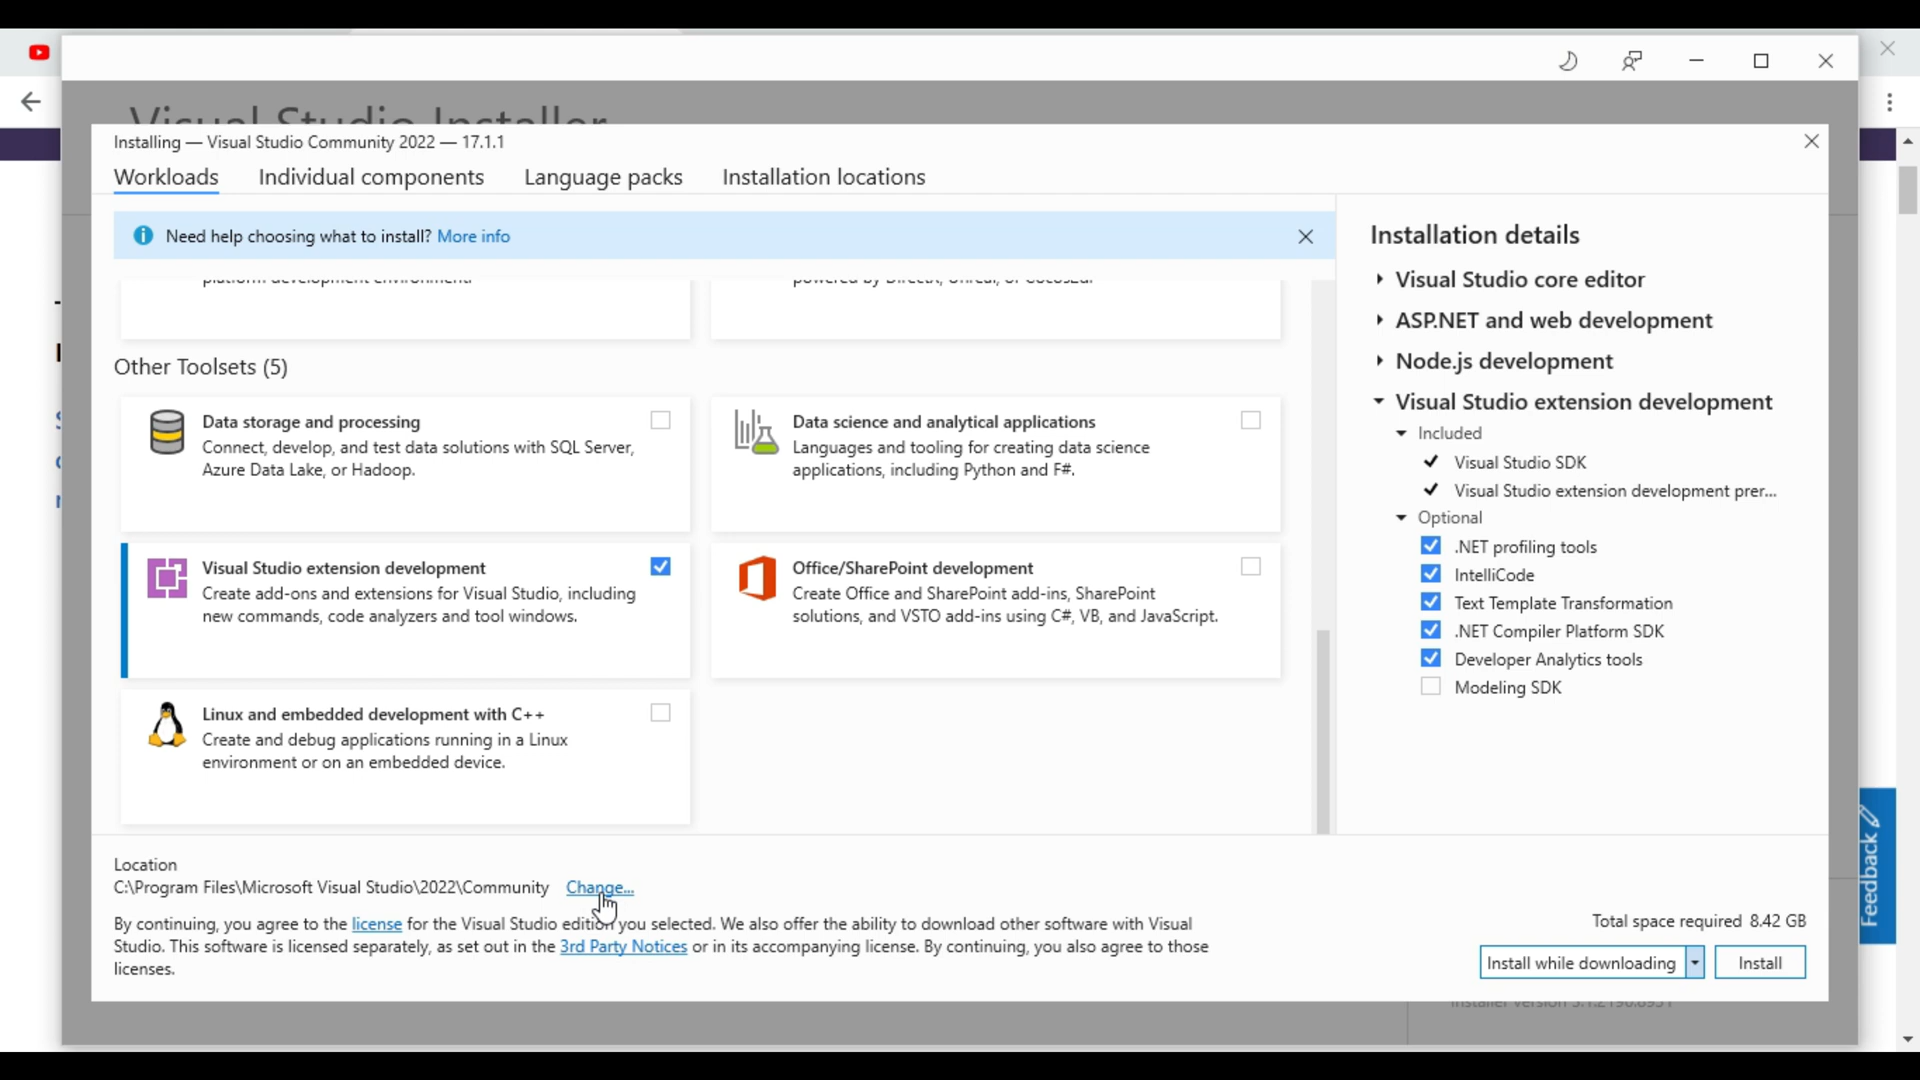 Visual Studio Installer
Installing — Visual Studio Community 2022 — 17.1.1
Workloads
Individual components
Language packs
Installation locations
Need help choosing what to install? More info
platform development environment.
powered by DirectX, Unreal, or Cocos2d.
Other Toolsets (5)
Data storage and processing
Connect, develop, and test data solutions with SQL Server,
Azure Data Lake, or Hadoop.
Data science and analytical applications
Languages and tooling for creating data science
applications, including Python and F#.
Visual Studio extension development
Create add-ons and extensions for Visual Studio, including
new commands, code analyzers and tool windows.
Office/SharePoint development
Create Office and SharePoint add-ins, SharePoint
solutions, and VSTO add-ins using C#, VB, and JavaScript.
Linux and embedded development with C++
Create and debug applications running in a Linux
environment or on an embedded device.
Installation details
Visual Studio core editor
ASP.NET and web development
Node.js development
Visual Studio extension development
Included
Visual Studio SDK
Visual Studio extension development prer...
Optional
.NET profiling tools
IntelliCode
Text Template Transformation
.NET Compiler Platform SDK
Developer Analytics tools
Modeling SDK
Location
C:\Program Files\Microsoft Visual Studio\2022\Community Change...
By continuing, you agree to the license for the Visual Studio edition you selected. We also offer the ability to download other software with Visual
Studio. This software is licensed separately, as set out in the 3rd Party Notices or in its accompanying license. By continuing, you also agree to those
licenses.
Total space required 8.42 GB
Install while downloading
Install
Feedback